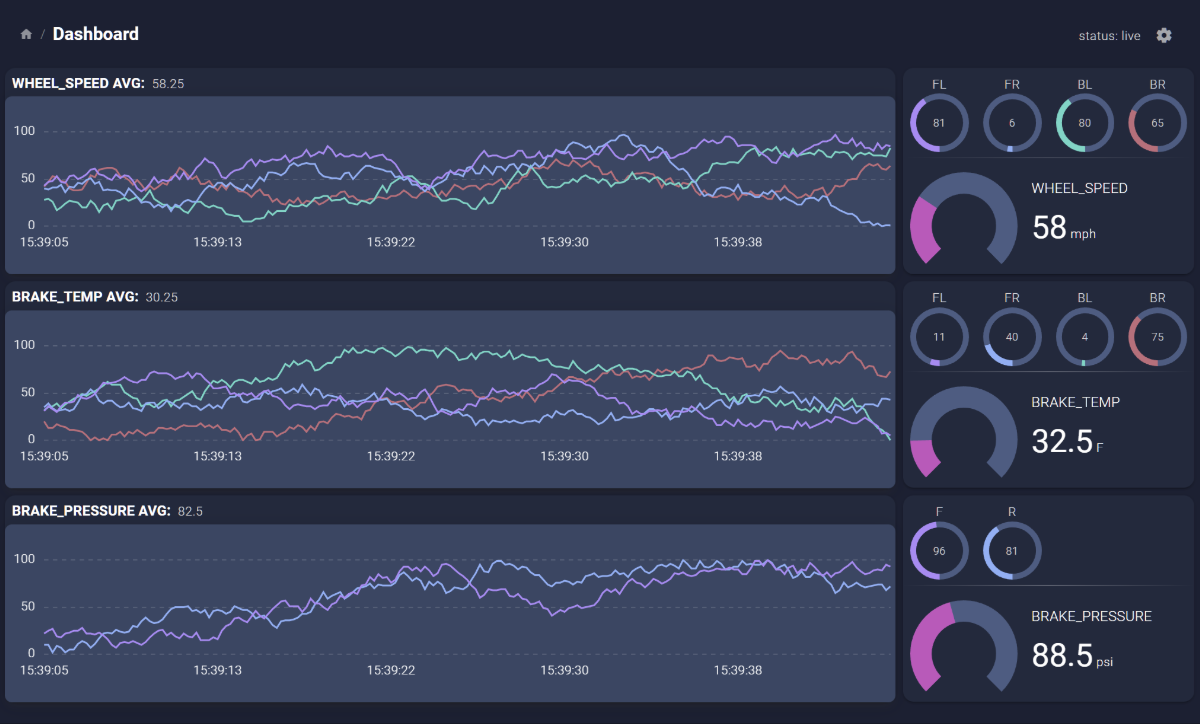 / Dashboard
status: live
WHEEL_SPEED AVG: 58.25
100
50
0
15:39:05 15:39:13 15:39:22 15:39:30 15:39:38
FL FR BL BR
81 6 80 65
WHEEL_SPEED
58 mph
BRAKE_TEMP AVG: 30.25
100
50
0
15:39:05 15:39:13 15:39:22 15:39:30 15:39:38
FL FR BL BR
11 40 4 75
BRAKE_TEMP
32.5 F
BRAKE_PRESSURE AVG: 82.5
100
50
0
15:39:05 15:39:13 15:39:22 15:39:30 15:39:38
F R
96 81
BRAKE_PRESSURE
88.5 psi